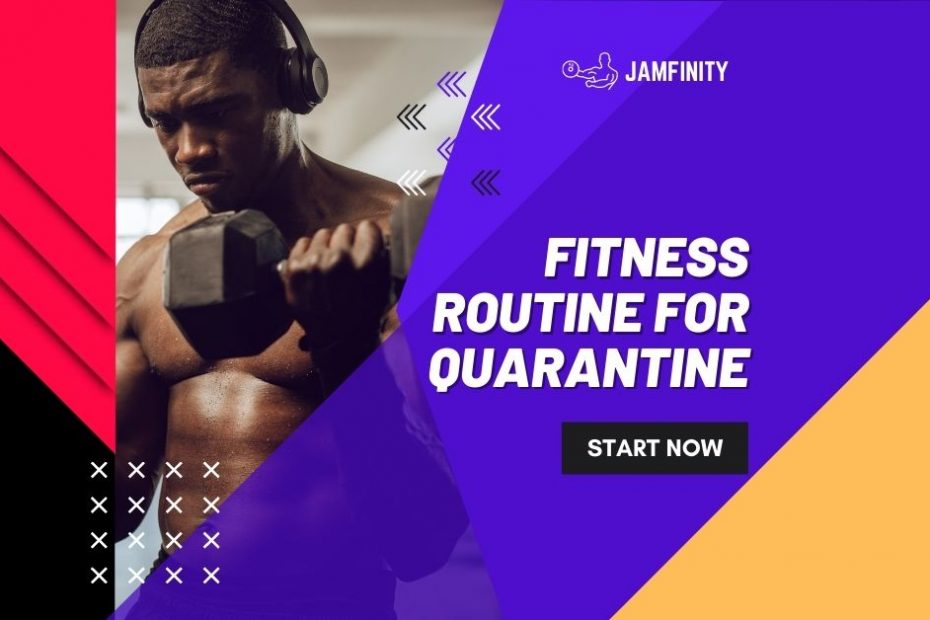 JAMFINITY
FITNESS
ROUTINE FOR
QUARANTINE
START NOW